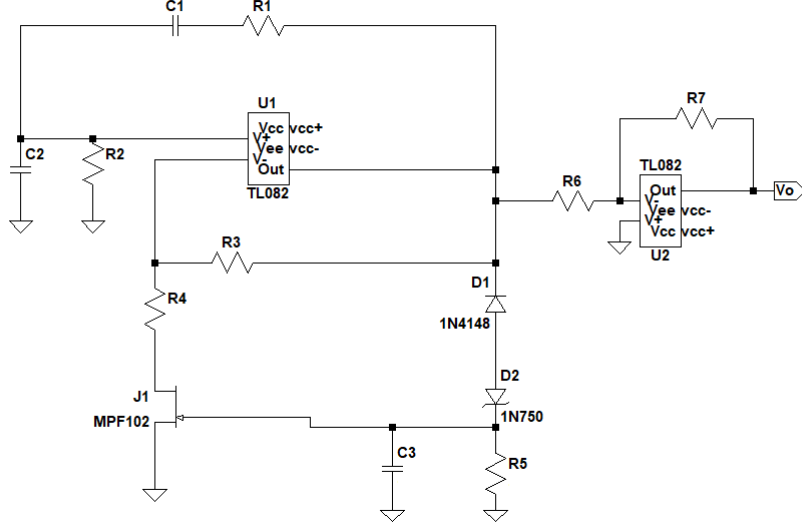 C1
R1
U1
Vcc vcc+
V+
Vee vcc-
V-
Out
TL082
C2
R2
R7
TL082
R6
Out
V-
Vee vcc-
V+
Vcc vcc+
U2
Vo
R3
D1
1N4148
R4
D2
1N750
J1
MPF102
C3
R5